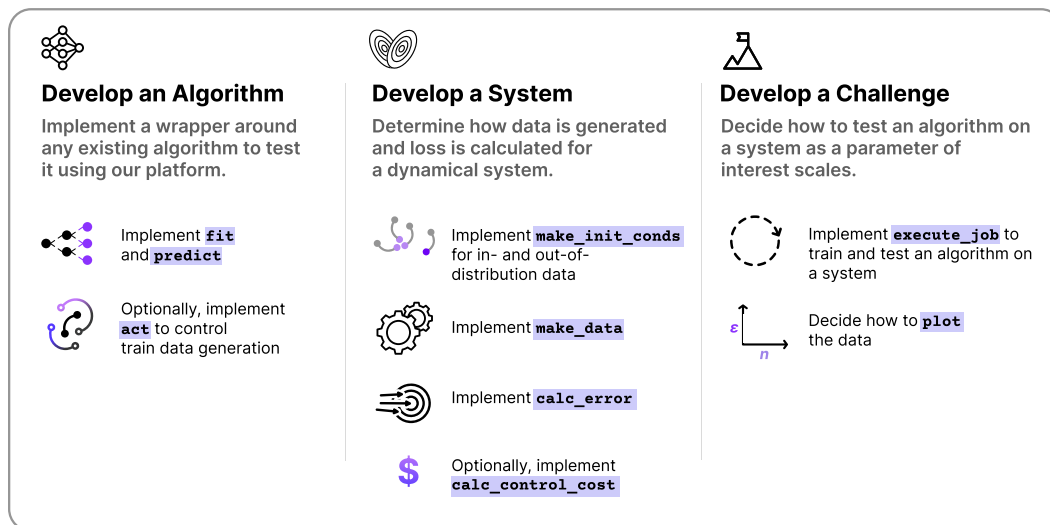 Develop an Algorithm
Implement a wrapper around
any existing algorithm to test
it using our platform.
Implement fit
and predict
Optionally, implement
act to control
train data generation
Develop a System
Determine how data is generated
and loss is calculated for
a dynamical system.
Implement make_init_conds
for in- and out-of-
distribution data
Implement make_data
Implement calc_error
$
Optionally, implement
calc_control_cost
Develop a Challenge
Decide how to test an algorithm on
a system as a parameter of
interest scales.
Implement execute_job to
train and test an algorithm on
a system
ε
n
Decide how to plot
the data